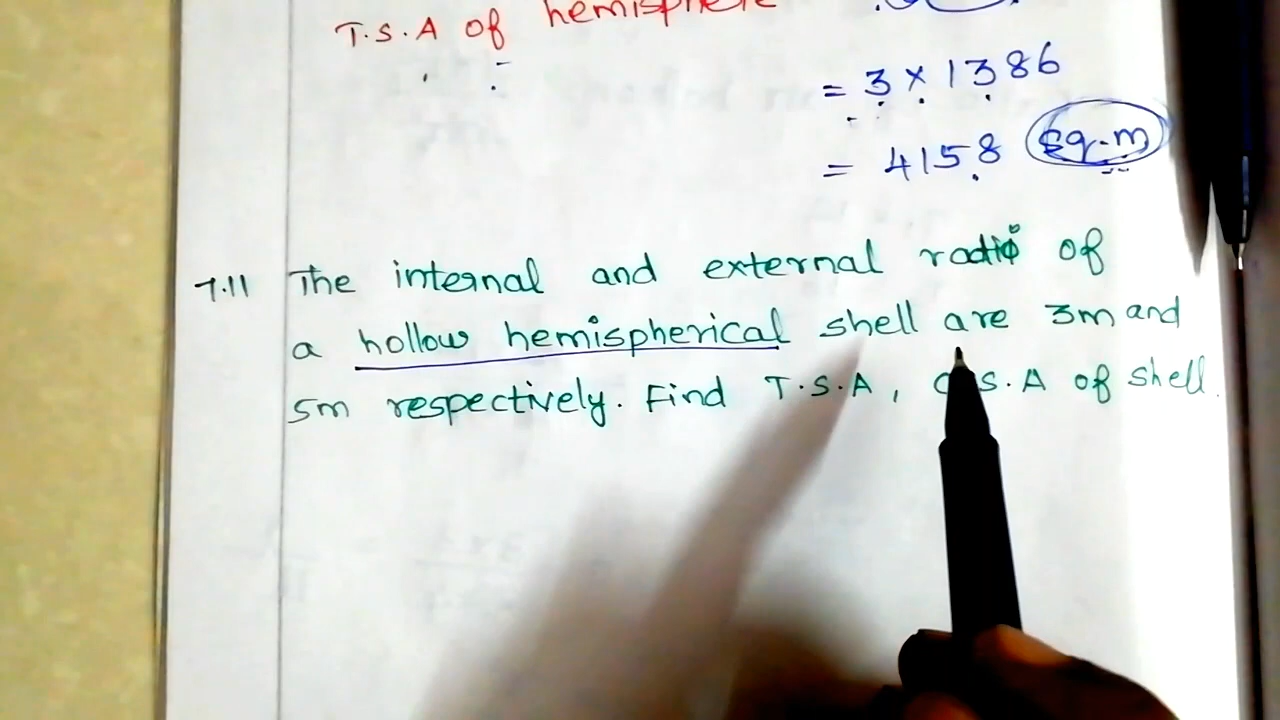 T.S.A of hemisphere
= 3 × 1386
= 4158 sq.m
7.11 The internal and external radii of
a hollow hemispherical shell are 3m and
5m respectively. Find T.S.A, C.S.A of shell.